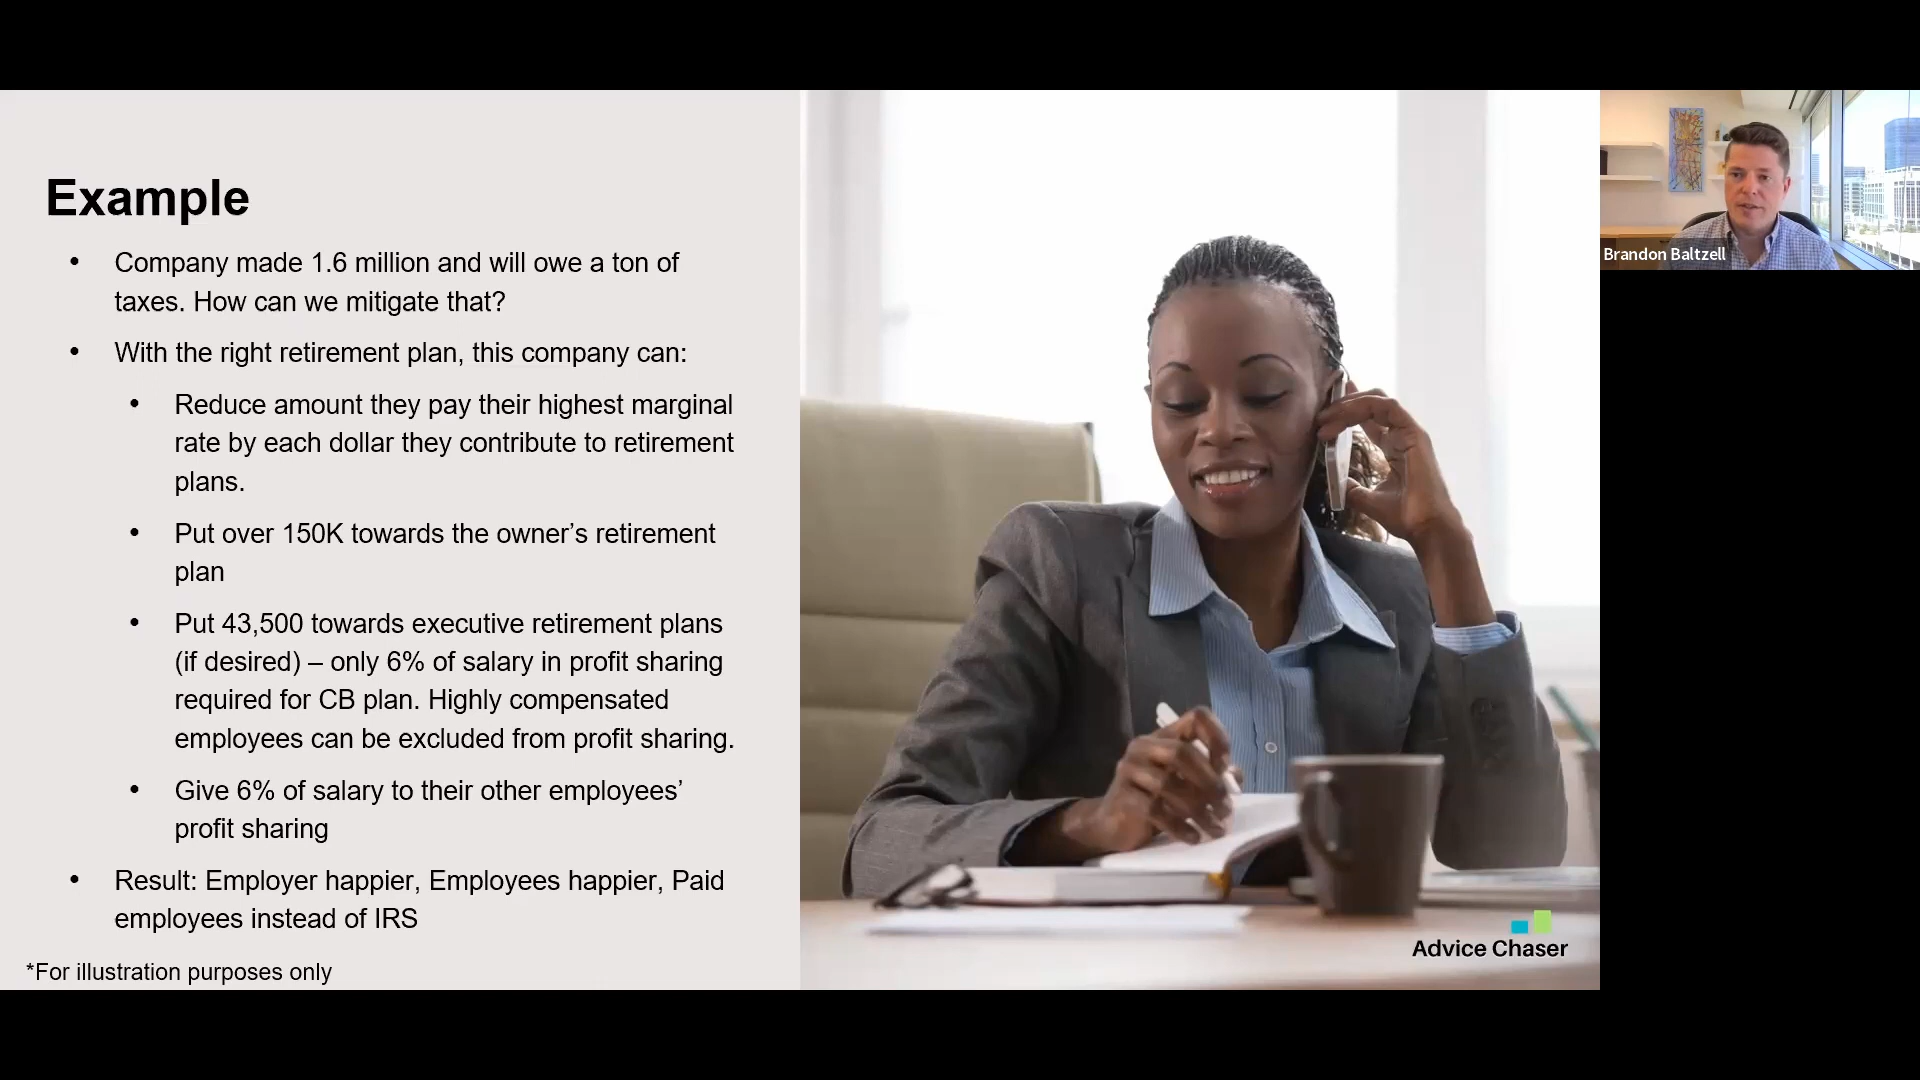 Example
• Company made 1.6 million and will owe a ton of
taxes. How can we mitigate that?
• With the right retirement plan, this company can:
• Reduce amount they pay their highest marginal
rate by each dollar they contribute to retirement
plans.
• Put over 150K towards the owner’s retirement
plan
• Put 43,500 towards executive retirement plans
(if desired) – only 6% of salary in profit sharing
required for CB plan. Highly compensated
employees can be excluded from profit sharing.
• Give 6% of salary to their other employees’
profit sharing
• Result: Employer happier, Employees happier, Paid
employees instead of IRS
*For illustration purposes only
Advice Chaser
Brandon Baltzell